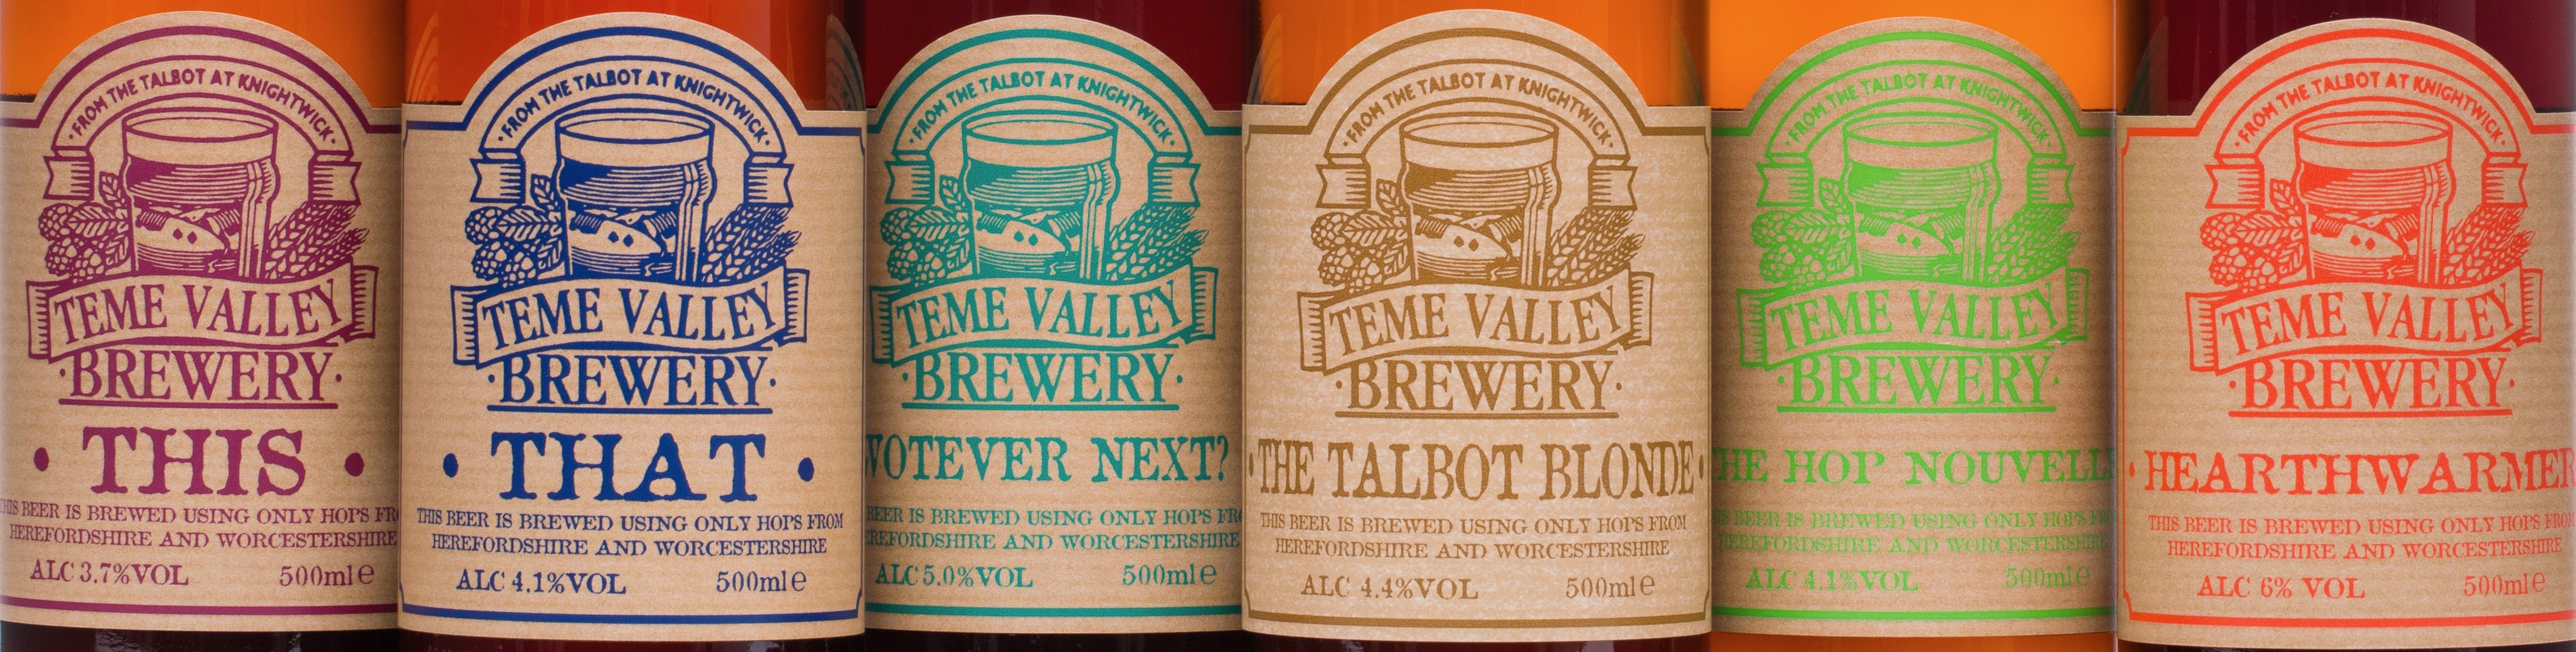 ·FROM THE TALBOT AT KNIGHTWICK·
TEME VALLEY
·BREWERY·
· THIS ·
THIS BEER IS BREWED USING ONLY HOPS FR
HEREFORDSHIRE AND WORCESTERSHIRE
ALC 3.7%VOL 500ml e
·FROM THE TALBOT AT KNIGHTWICK·
TEME VALLEY
·BREWERY·
· THAT ·
THIS BEER IS BREWED USING ONLY HOPS FROM
HEREFORDSHIRE AND WORCESTERSHIRE
ALC 4.1%VOL 500ml e
·FROM THE TALBOT AT KNIGHTWICK·
TEME VALLEY
·BREWERY·
WOTEVER NEXT?
BEER IS BREWED USING ONLY HOPS FRO
EREFORDSHIRE AND WORCESTERSHIRE
ALC 5.0%VOL 500ml e
·FROM THE TALBOT AT KNIGHTWICK·
TEME VALLEY
·BREWERY·
·THE TALBOT BLONDE·
THIS BEER IS BREWED USING ONLY HOPS FROM
HEREFORDSHIRE AND WORCESTERSHIRE
ALC 4.4%VOL 500ml e
·FROM THE TALBOT AT KNIGHTWICK·
TEME VALLEY
·BREWERY·
HE HOP NOUVELL
IS BEER IS BREWED USING ONLY HOPS FRO
HEREFORDSHIRE AND WORCESTERSHIRE
ALC 4.1%VOL 500ml e
·FROM THE TALBOT AT KNIGHTWICK·
TEME VALLEY
·BREWERY·
· HEARTHWARMER
THIS BEER IS BREWED USING ONLY HOPS FROM
HEREFORDSHIRE AND WORCESTERSHIRE
ALC 6% VOL 500ml e